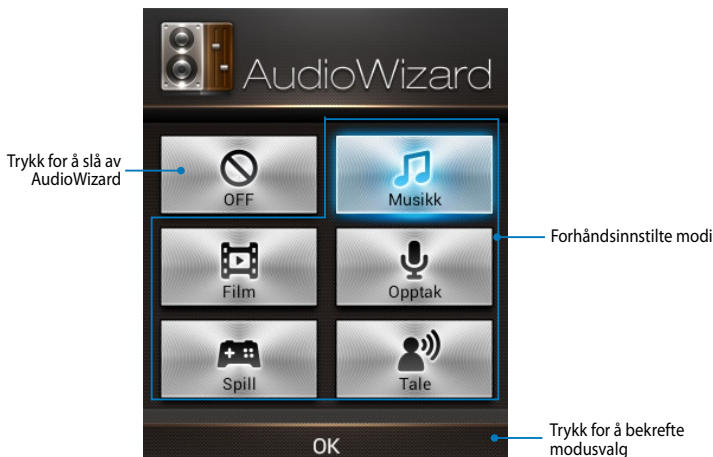 AudioWizard
Trykk for å slå av
AudioWizard
OFF
Musikk
Forhåndsinnstilte modi
Film
Opptak
Spill
Tale
OK
Trykk for å bekrefte
modusvalg